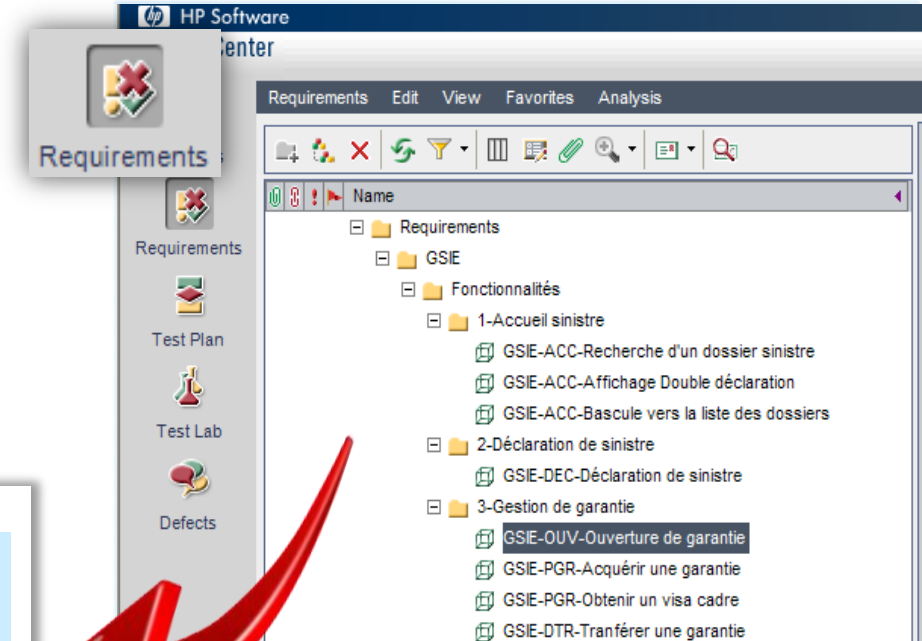 hp HP Software
Center
Requirements
Requirements Edit View Favorites Analysis
Name
Requirements
Test Plan
Test Lab
Defects
Requirements
GSIE
Fonctionnalités
1-Accueil sinistre
GSIE-ACC-Recherche d'un dossier sinistre
GSIE-ACC-Affichage Double déclaration
GSIE-ACC-Bascule vers la liste des dossiers
2-Déclaration de sinistre
GSIE-DEC-Déclaration de sinistre
3-Gestion de garantie
GSIE-OUV-Ouverture de garantie
GSIE-PGR-Acquérir une garantie
GSIE-PGR-Obtenir un visa cadre
GSIE-DTR-Tranférer une garantie